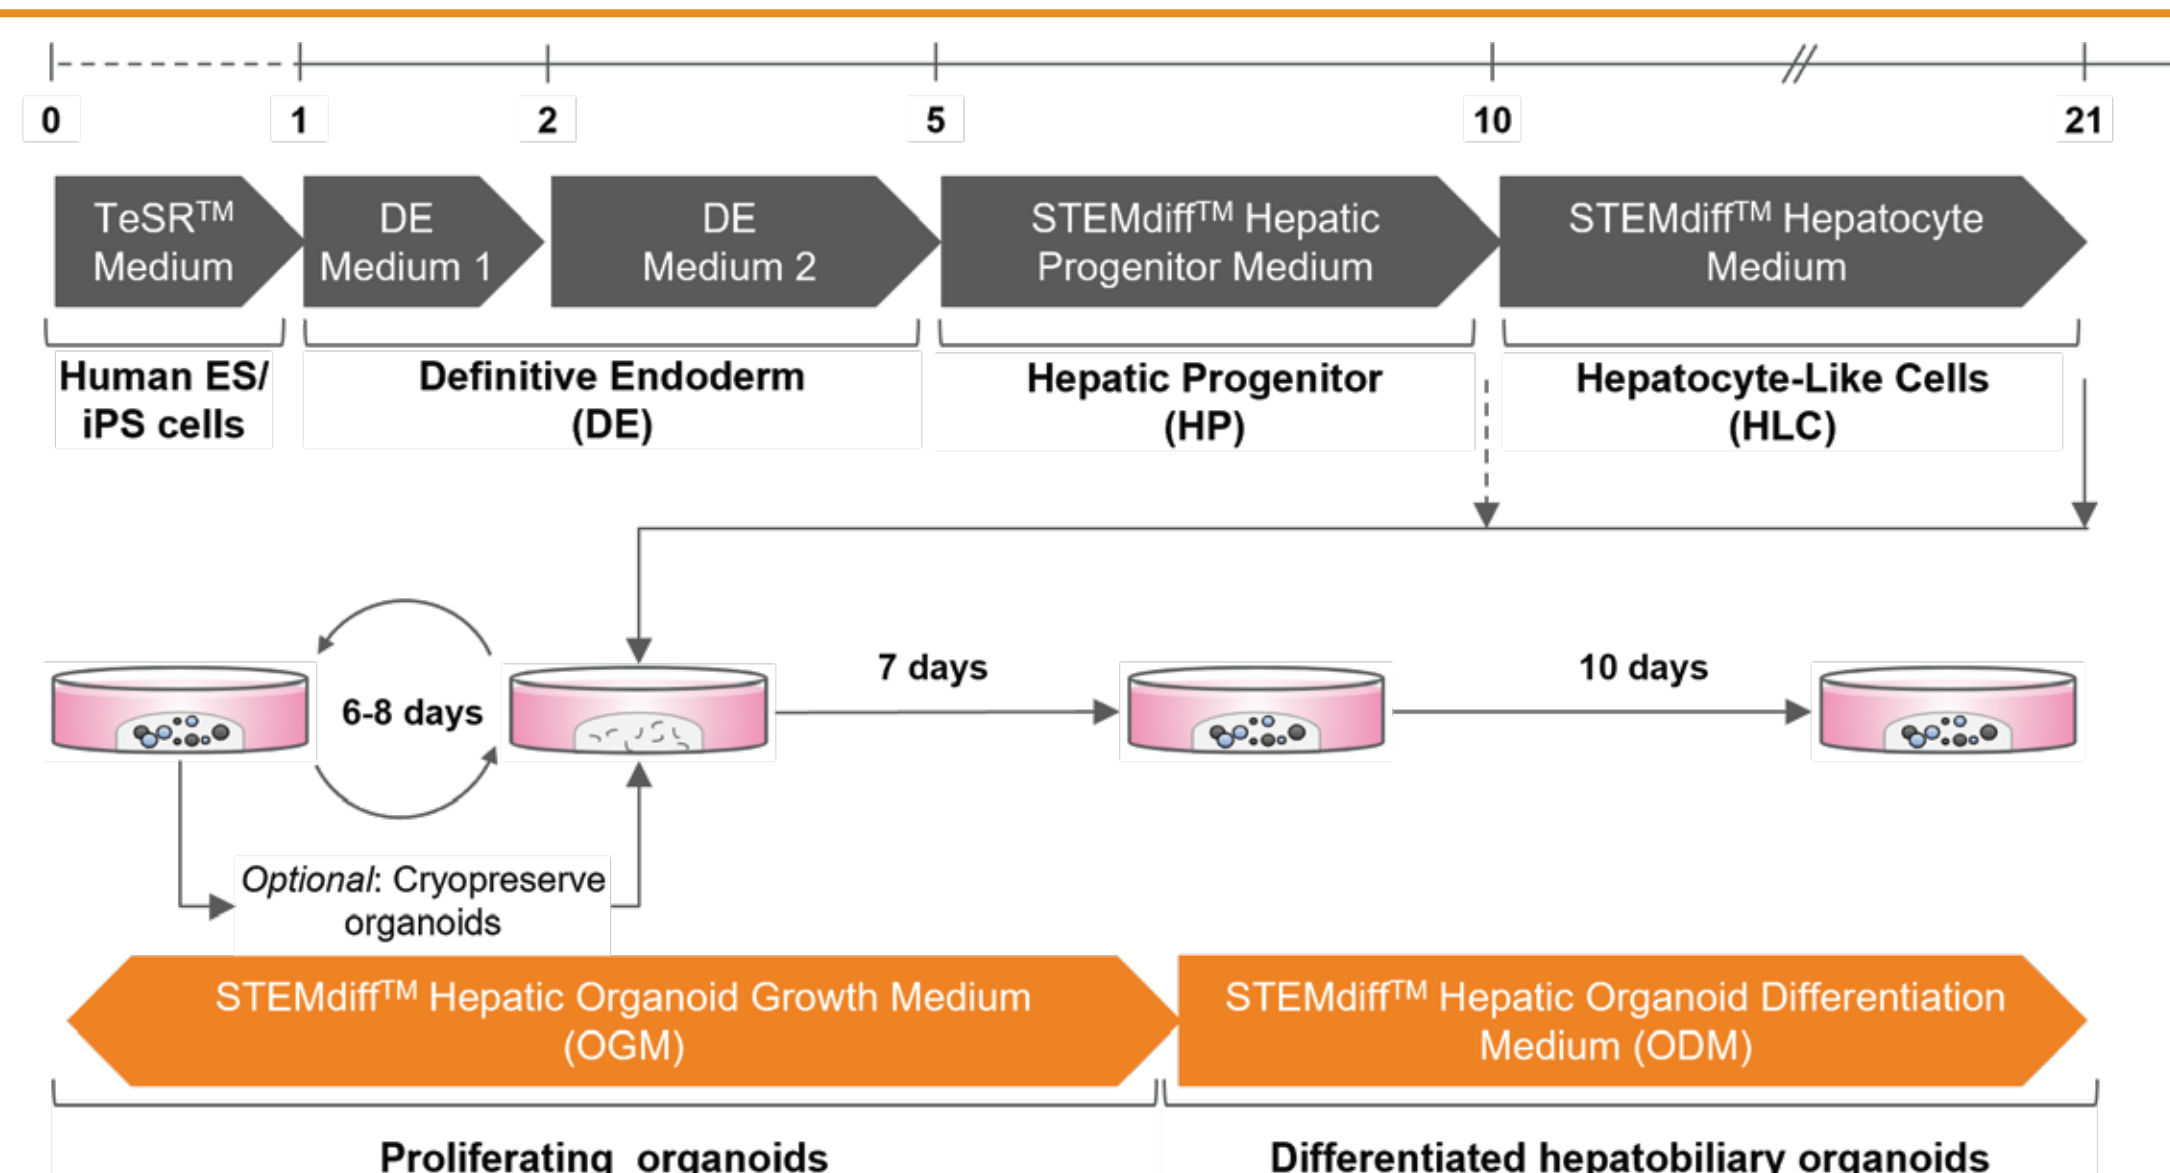 0
1
2
5
10
21
TeSR™
Medium
DE
Medium 1
DE
Medium 2
STEMdiff™ Hepatic
Progenitor Medium
STEMdiff™ Hepatocyte
Medium
Human ES/
iPS cells
Definitive Endoderm
(DE)
Hepatic Progenitor
(HP)
Hepatocyte-Like Cells
(HLC)
6-8 days
7 days
10 days
Optional: Cryopreserve
organoids
STEMdiff™ Hepatic Organoid Growth Medium
(OGM)
STEMdiff™ Hepatic Organoid Differentiation
Medium (ODM)
Proliferating organoids
Differentiated hepatobiliary organoids